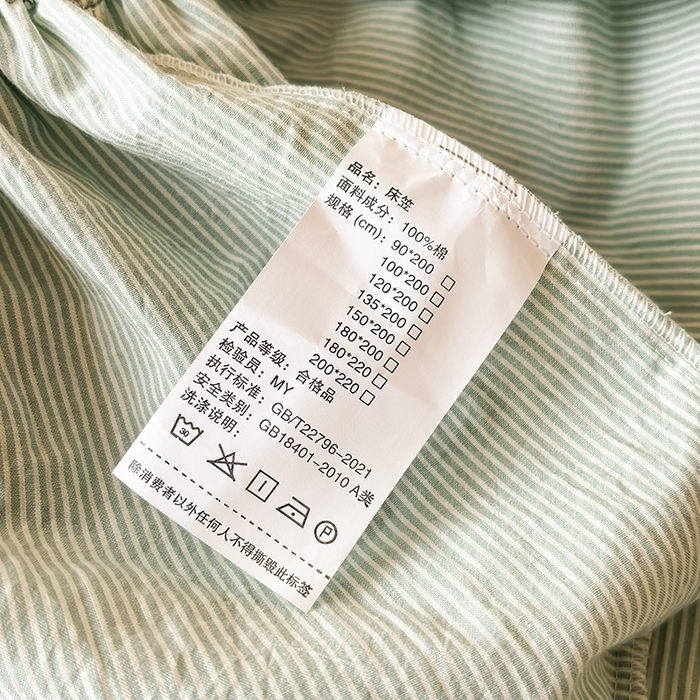 品名：床笠
面料成分：100%棉
规格 (cm)：90*200 □
100*200 □
120*200 □
135*200 □
150*200 □
180*200 □
180*220 □
200*220 □
产品等级：合格品
检验员：MY
执行标准：GB/T22796-2021
安全类别：GB18401-2010 A类
洗涤说明：
30
P
除消费者以外任何人不得撕毁此标签